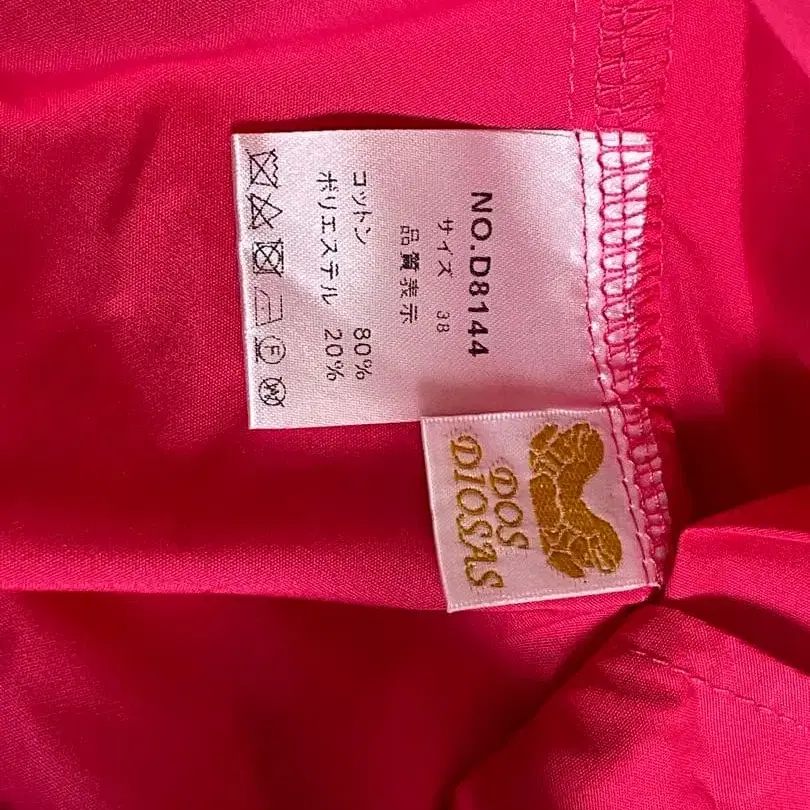 NO.D8144
サイズ 38
品質表示
コットン 80%
ポリエステル 20%
F
W
DOS
DIOSAS